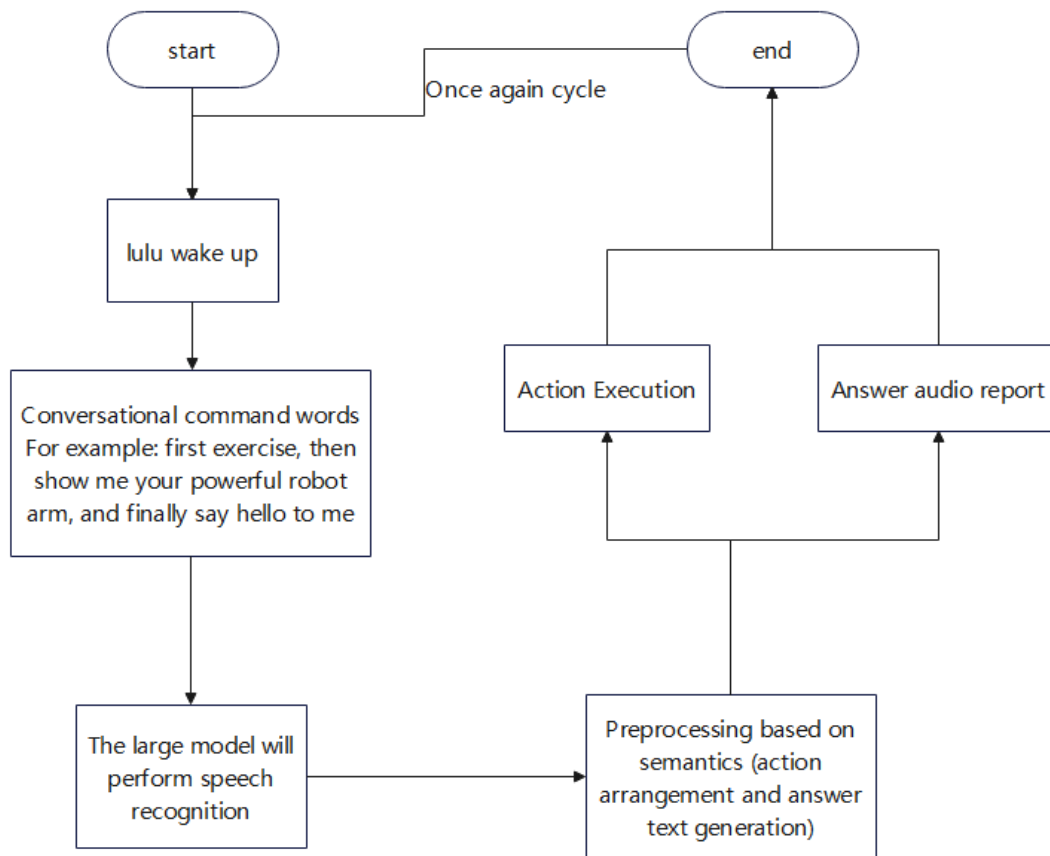 start
end
Once again cycle
lulu wake up
Conversational command words
For example: first exercise, then
show me your powerful robot
arm, and finally say hello to me
Action Execution
Answer audio report
The large model will
perform speech
recognition
Preprocessing based on
semantics (action
arrangement and answer
text generation)